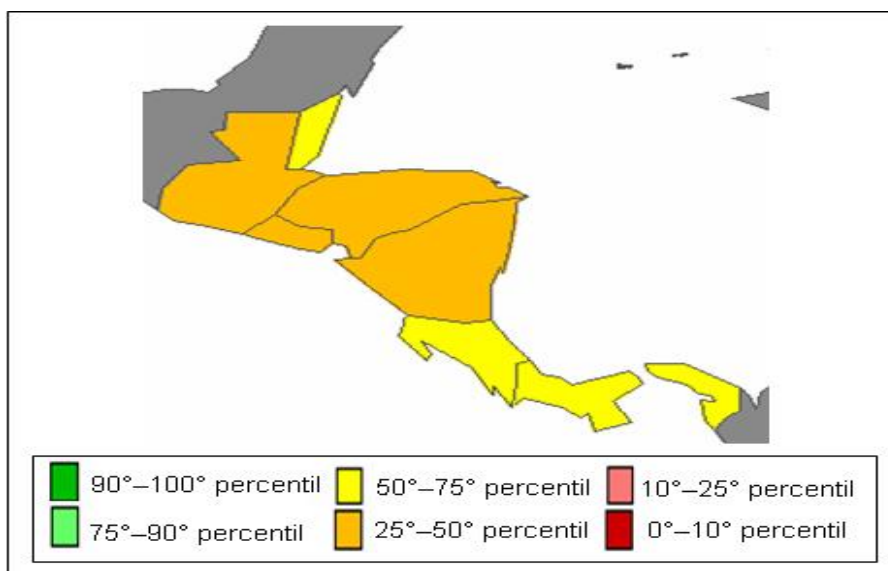 90°–100° percentil
50°–75° percentil
10°–25° percentil
75°–90° percentil
25°–50° percentil
0°–10° percentil